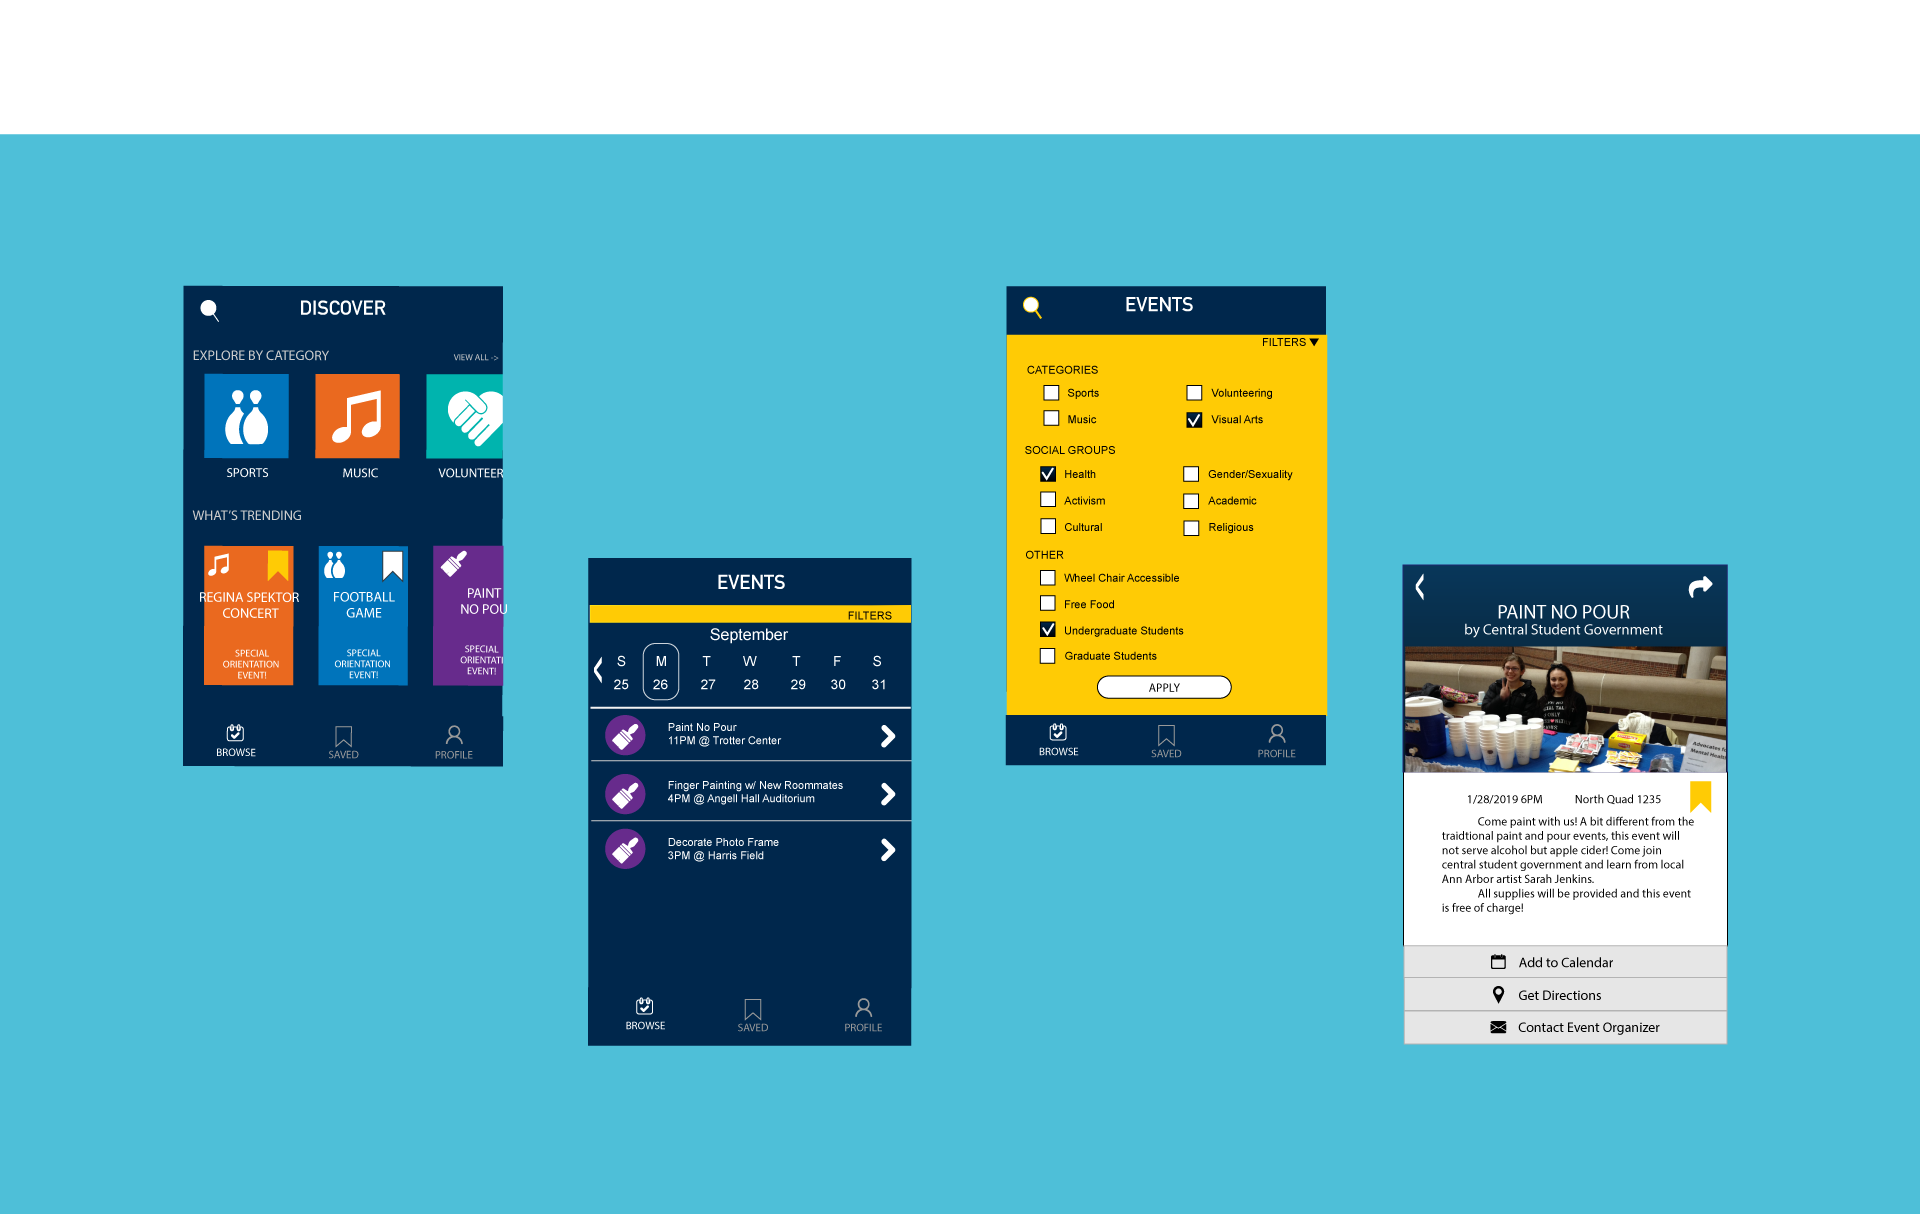 DISCOVER
EXPLORE BY CATEGORY
VIEW ALL ->
SPORTS
MUSIC
VOLUNTEER
WHAT'S TRENDING
REGINA SPEKTOR
CONCERT
SPECIAL
ORIENTATION
EVENT!
FOOTBALL
GAME
SPECIAL
ORIENTATION
EVENT!
PAINT
NO POU
SPECIAL
ORIENTATI
EVENT!
BROWSE
SAVED
PROFILE
EVENTS
FILTERS
September
S M T W T F S
25 26 27 28 29 30 31
Paint No Pour
11PM @ Trotter Center
Finger Painting w/ New Roommates
4PM @ Angell Hall Auditorium
Decorate Photo Frame
3PM @ Harris Field
BROWSE
SAVED
PROFILE
EVENTS
FILTERS ▼
CATEGORIES
Sports
Volunteering
Music
Visual Arts
SOCIAL GROUPS
Health
Gender/Sexuality
Activism
Academic
Cultural
Religious
OTHER
Wheel Chair Accessible
Free Food
Undergraduate Students
Graduate Students
APPLY
BROWSE
SAVED
PROFILE
PAINT NO POUR
by Central Student Government
Advocates
Mental Health
1/28/2019 6PM North Quad 1235
Come paint with us! A bit different from the
traidtional paint and pour events, this event will
not serve alcohol but apple cider! Come join
central student government and learn from local
Ann Arbor artist Sarah Jenkins.
All supplies will be provided and this event
is free of charge!
Add to Calendar
Get Directions
Contact Event Organizer